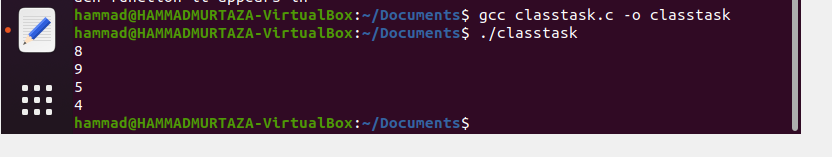 hammad@HAMMADMURTAZA-VirtualBox:~/Documents$ gcc classtask.c -o classtask
hammad@HAMMADMURTAZA-VirtualBox:~/Documents$ ./classtask
8
9
5
4
hammad@HAMMADMURTAZA-VirtualBox:~/Documents$